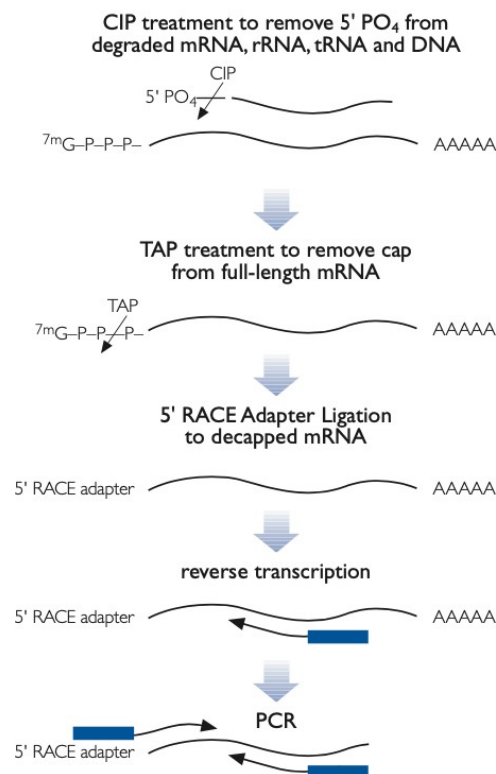 CIP treatment to remove 5' PO₄ from
degraded mRNA, rRNA, tRNA and DNA
CIP
5' PO₄
⁷ᵐG–P–P–P–
AAAAA
TAP treatment to remove cap
from full-length mRNA
TAP
⁷ᵐG–P–P–P–
AAAAA
5' RACE Adapter Ligation
to decapped mRNA
5' RACE adapter
AAAAA
reverse transcription
5' RACE adapter
AAAAA
PCR
5' RACE adapter